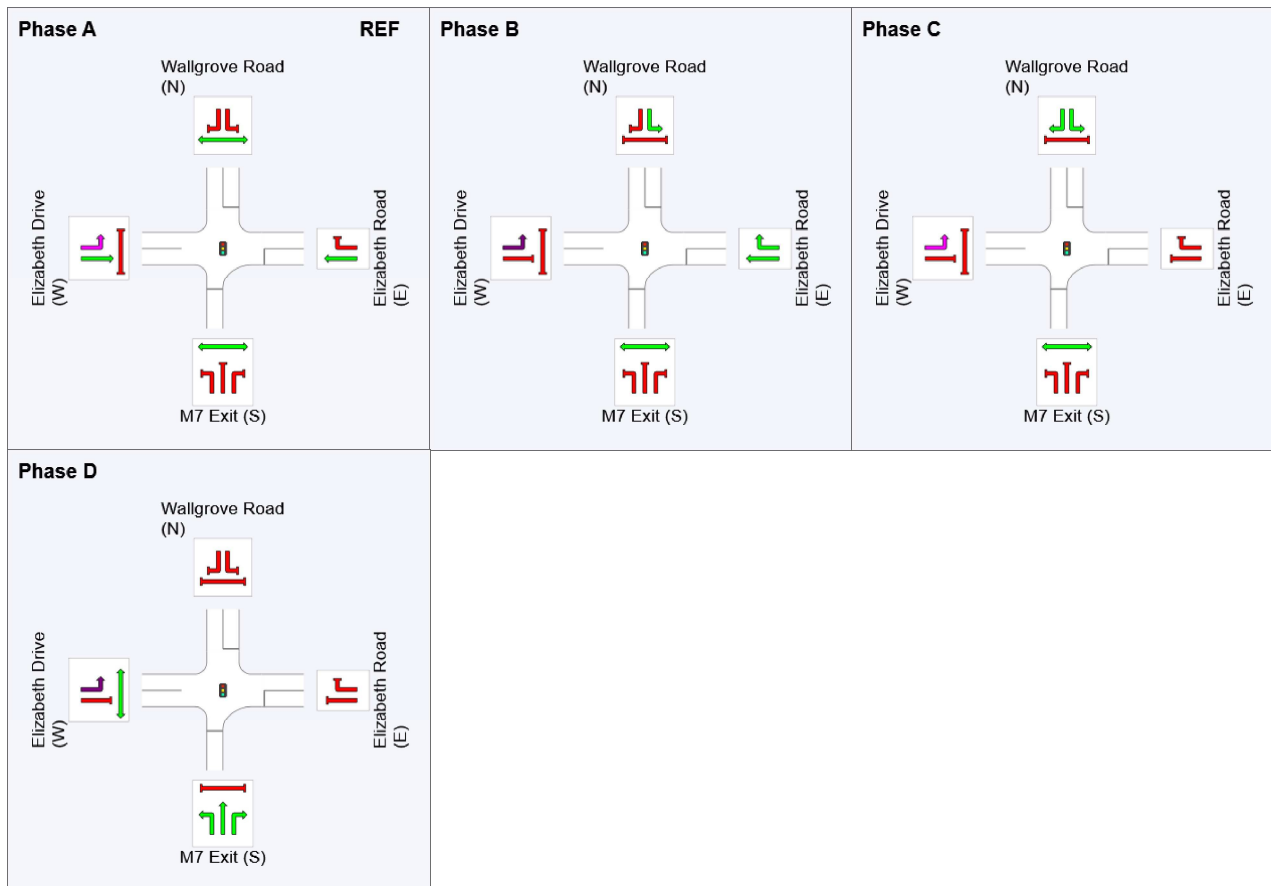 Phase A
REF
Wallgrove Road
(N)
Elizabeth Drive
(W)
Elizabeth Road
(E)
M7 Exit (S)
Phase B
Wallgrove Road
(N)
Elizabeth Drive
(W)
Elizabeth Road
(E)
M7 Exit (S)
Phase C
Wallgrove Road
(N)
Elizabeth Drive
(W)
Elizabeth Road
(E)
M7 Exit (S)
Phase D
Wallgrove Road
(N)
Elizabeth Drive
(W)
Elizabeth Road
(E)
M7 Exit (S)